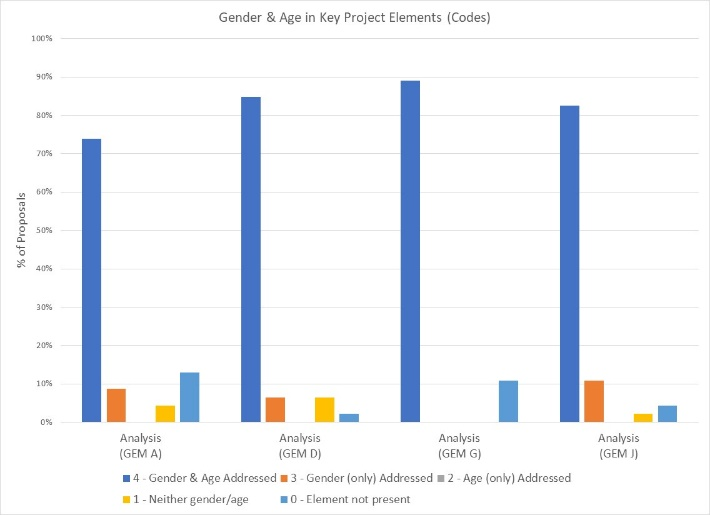 Gender & Age in Key Project Elements (Codes)
100%
90%
80%
70%
60%
50%
40%
30%
20%
10%
0%
% of Proposals
Analysis
(GEM A)
Analysis
(GEM D)
Analysis
(GEM G)
Analysis
(GEM J)
4 - Gender & Age Addressed
3 - Gender (only) Addressed
2 - Age (only) Addressed
1 - Neither gender/age
0 - Element not present